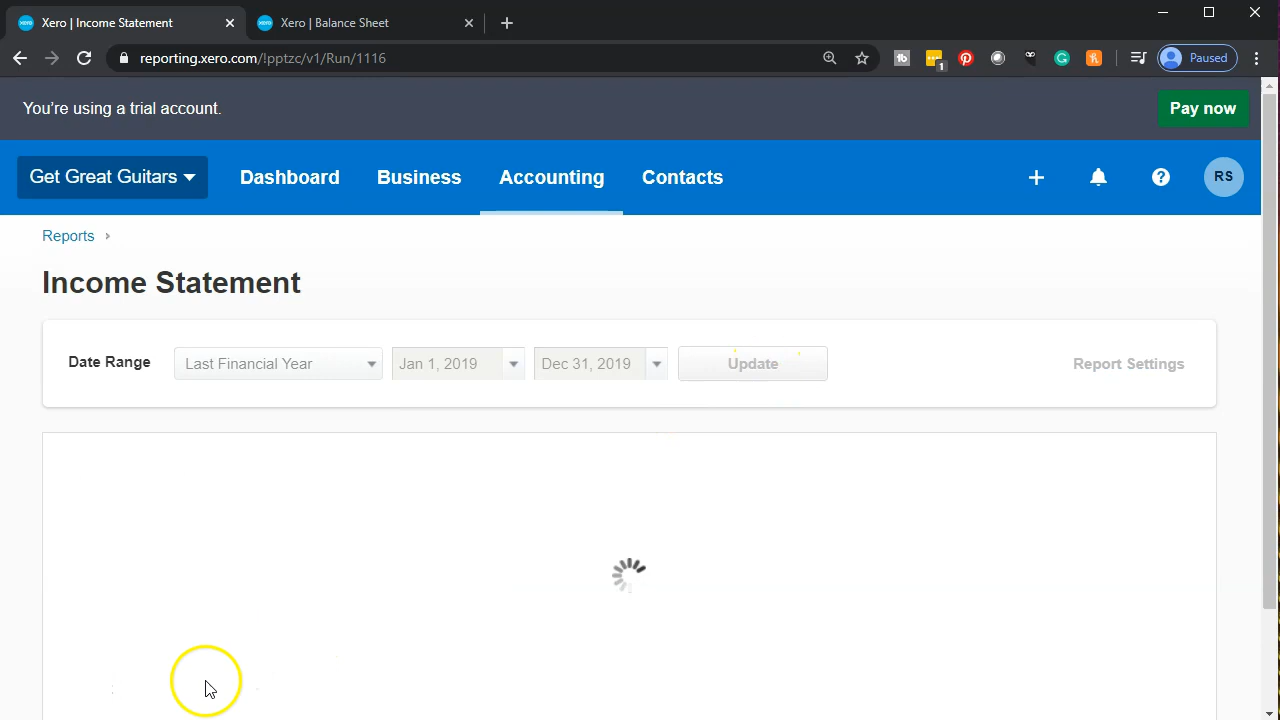 Xero | Income Statement
Xero | Balance Sheet
reporting.xero.com/!pptzc/v1/Run/1116
1
Paused
You're using a trial account.
Pay now
Get Great Guitars
Dashboard
Business
Accounting
Contacts
RS
Reports
Income Statement
Date Range
Last Financial Year
Jan 1, 2019
Dec 31, 2019
Update
Report Settings